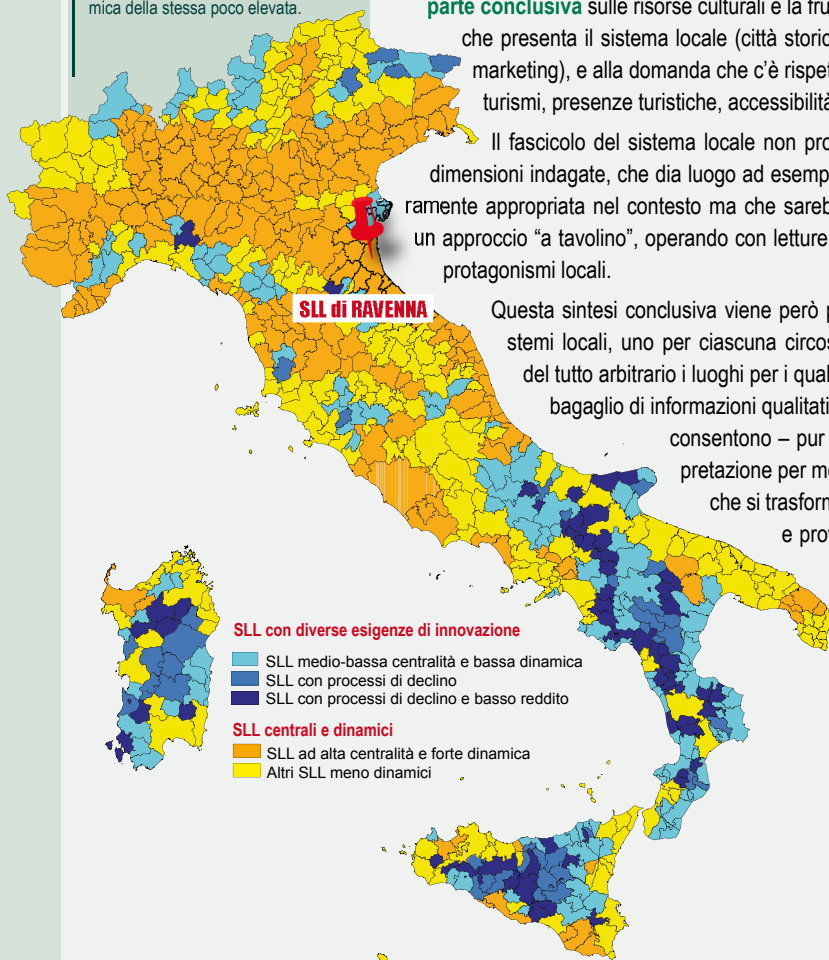 mica della stessa poco elevata.
parte conclusiva sulle risorse culturali e la fru
che presenta il sistema locale (città storic
marketing), e alla domanda che c'è rispet
turismi, presenze turistiche, accessibilità
Il fascicolo del sistema locale non pro
dimensioni indagate, che dia luogo ad esemp
ramente appropriata nel contesto ma che sareb
un approccio “a tavolino”, operando con letture
protagonismi locali.
SLL di RAVENNA
Questa sintesi conclusiva viene però p
stemi locali, uno per ciascuna circos
del tutto arbitrario i luoghi per i qual
bagaglio di informazioni qualitati
consentono – pur
pretazione per m
che si trasforn
e prov
SLL con diverse esigenze di innovazione
SLL medio-bassa centralità e bassa dinamica
SLL con processi di declino
SLL con processi di declino e basso reddito
SLL centrali e dinamici
SLL ad alta centralità e forte dinamica
Altri SLL meno dinamici